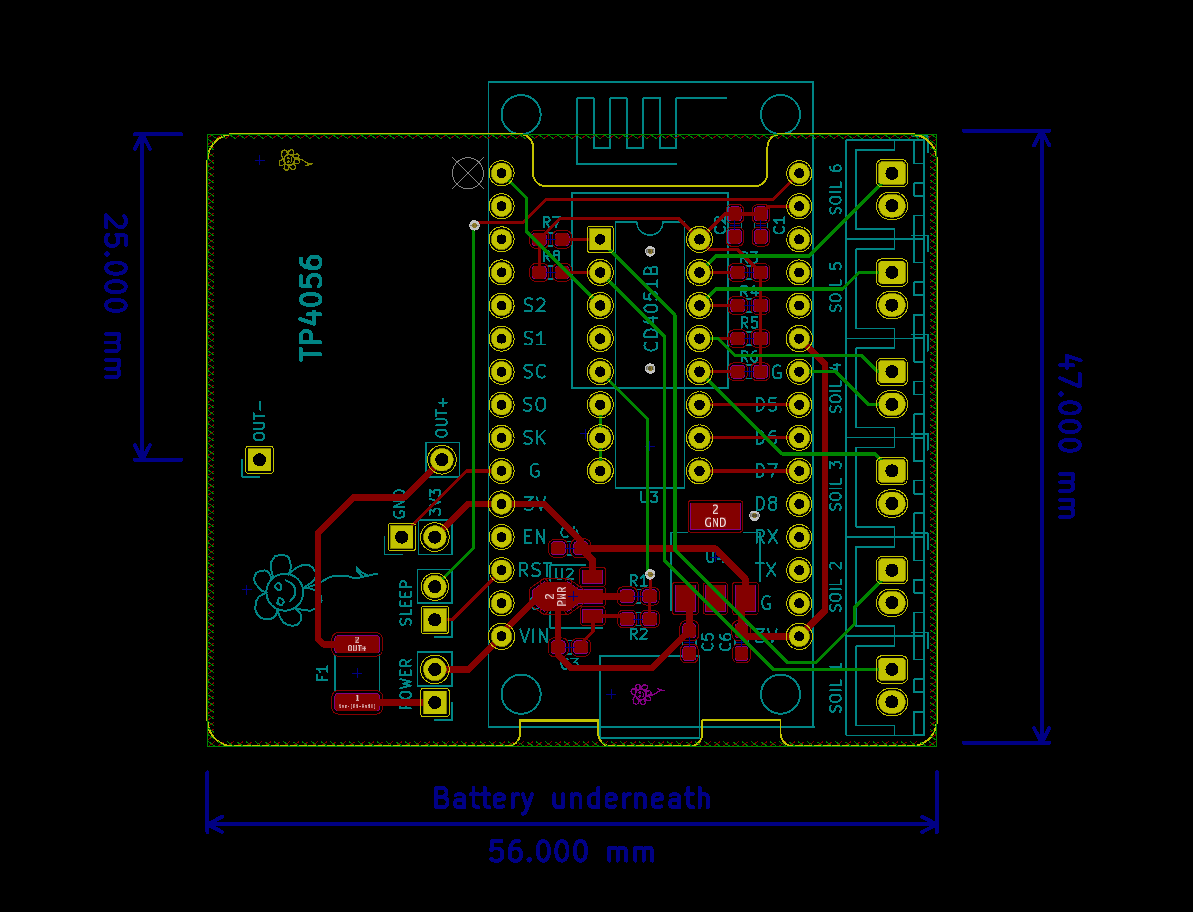 25.000 mm
47.000 mm
TP4056
OUT-
OUT+
GND
3V3
SLEEP
POWER
F1
2
OUT+
1
R7
R8
S2
S1
SC
SO
SK
G
3V
EN
RST
VIN
CD4051B
U3
C2
C1
R3
R4
R5
R6
G
D5
D6
D7
D8
RX
TX
G
3V
2
GND
U4
C4
U2
2
PWR
R1
R2
C3
C5
C6
SOIL 6
SOIL 5
SOIL 4
SOIL 3
SOIL 2
SOIL 1
Battery underneath
56.000 mm